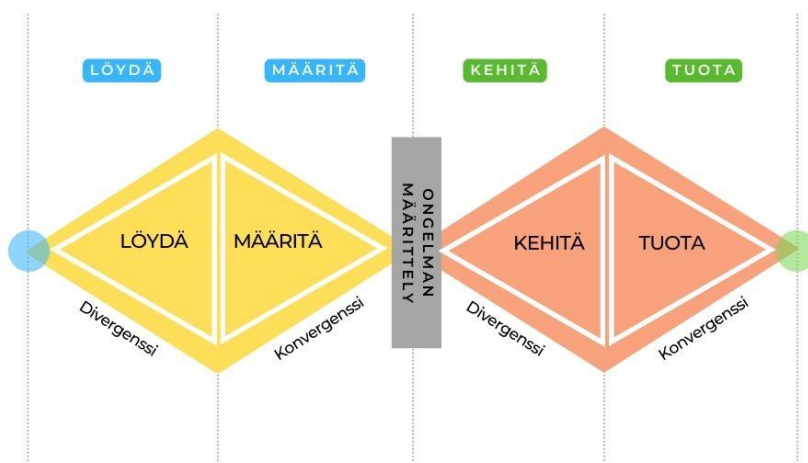 LÖYDÄ
MÄÄRITÄ
KEHITÄ
TUOTA
LÖYDÄ
MÄÄRITÄ
ONGELMAN
MÄÄRITTELY
KEHITÄ
TUOTA
Divergenssi
Konvergenssi
Divergenssi
Konvergenssi